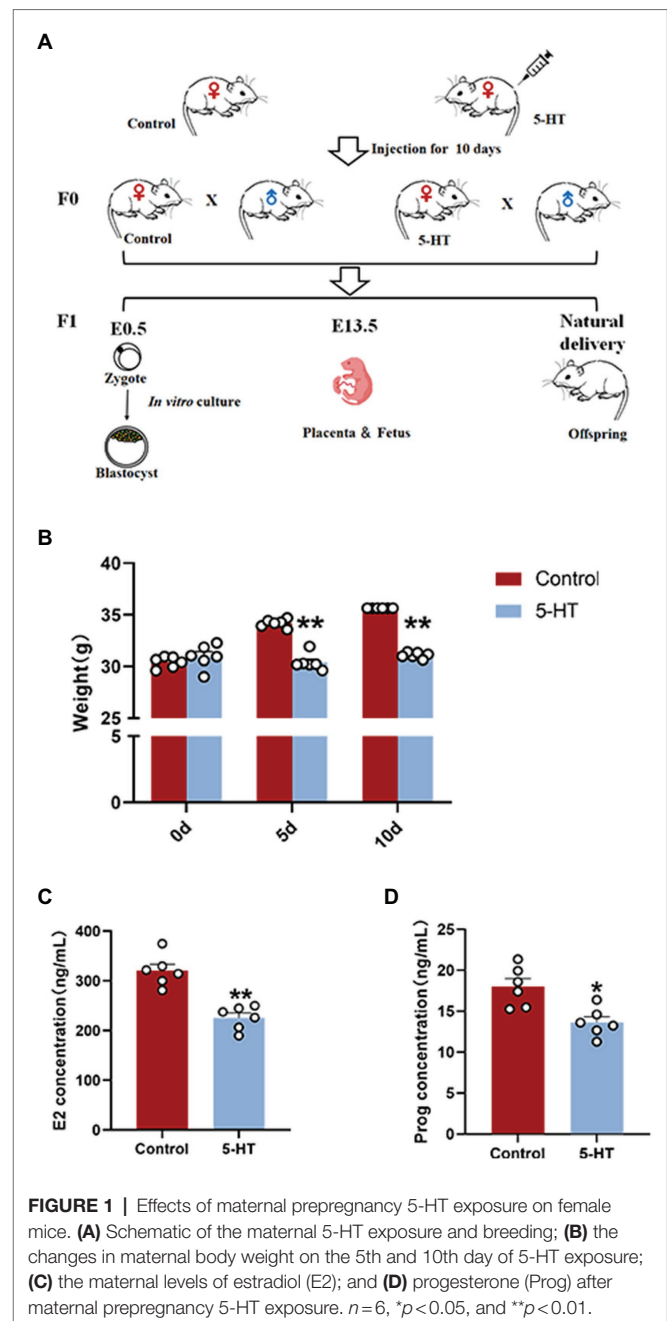 A
Control
5-HT
Injection for 10 days
F0
X
X
Control
5-HT
F1
E0.5
E13.5
Natural
delivery
Zygote
In vitro culture
Placenta & Fetus
Offspring
Blastocyst
B
Weight(g)
40
35
30
25
5
0
**
**
0d
5d
10d
Control
5-HT
C
E2 concentration(ng/mL)
400
300
200
100
0
**
Control
5-HT
D
Prog concentration(ng/mL)
25
20
15
10
5
0
*
Control
5-HT
FIGURE 1 | Effects of maternal prepregnancy 5-HT exposure on female
mice. (A) Schematic of the maternal 5-HT exposure and breeding; (B) the
changes in maternal body weight on the 5th and 10th day of 5-HT exposure;
(C) the maternal levels of estradiol (E2); and (D) progesterone (Prog) after
maternal prepregnancy 5-HT exposure. n=6, *p<0.05, and **p<0.01.